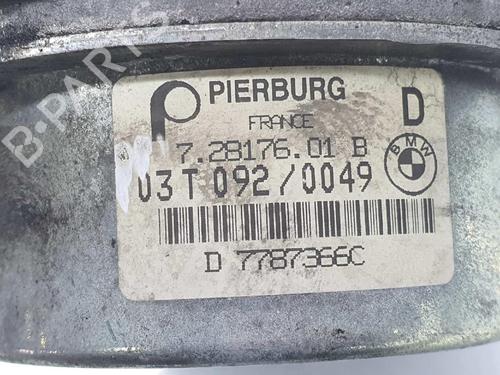 PIERBURG
D
FRANCE
7.28176.01 B
BMW
03T 092/0049
D 7787366C
B-PARTS